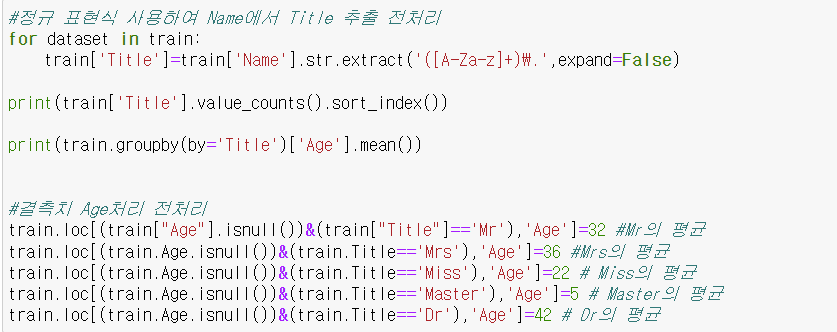 #정규 표현식 사용하여 Name에서 Title 추출 전처리
for dataset in train:
    train['Title']=train['Name'].str.extract('([A-Za-z]+)₩.',expand=False)
print(train['Title'].value_counts().sort_index())
print(train.groupby(by='Title')['Age'].mean())
#결측치 Age처리 전처리
train.loc[(train["Age"].isnull())&(train["Title"]=='Mr'),'Age']=32 #Mr의 평균
train.loc[(train.Age.isnull())&(train.Title=='Mrs'),'Age']=36 #Mrs의 평균
train.loc[(train.Age.isnull())&(train.Title=='Miss'),'Age']=22 # Miss의 평균
train.loc[(train.Age.isnull())&(train.Title=='Master'),'Age']=5 # Master의 평균
train.loc[(train.Age.isnull())&(train.Title=='Dr'),'Age']=42 # Dr의 평균